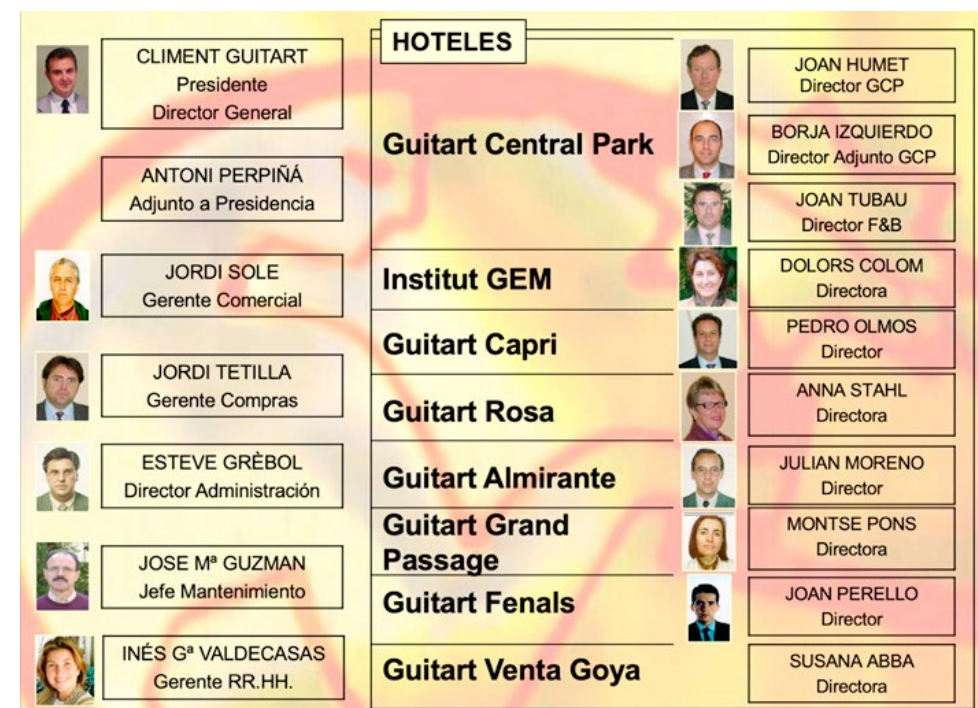 CLIMENT GUITART
Presidente
Director General
ANTONI PERPIÑÁ
Adjunto a Presidencia
JORDI SOLE
Gerente Comercial
JORDI TETILLA
Gerente Compras
ESTEVE GRÈBOL
Director Administración
JOSE Mª GUZMAN
Jefe Mantenimiento
INÉS Gª VALDECASAS
Gerente RR.HH.
HOTELES
Guitart Central Park
JOAN HUMET
Director GCP
BORJA IZQUIERDO
Director Adjunto GCP
JOAN TUBAU
Director F&B
Institut GEM
DOLORS COLOM
Directora
Guitart Capri
PEDRO OLMOS
Director
Guitart Rosa
ANNA STAHL
Directora
Guitart Almirante
JULIAN MORENO
Director
Guitart Grand
Passage
MONTSE PONS
Directora
Guitart Fenals
JOAN PERELLO
Director
Guitart Venta Goya
SUSANA ABBA
Directora